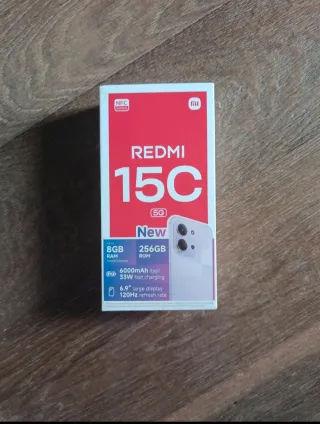 NFC
mi
REDMI
15C
5G
New
8GB 256GB
RAM ROM
6000mAh (typ)
33W fast charging
6.9" large display
120Hz refresh rate